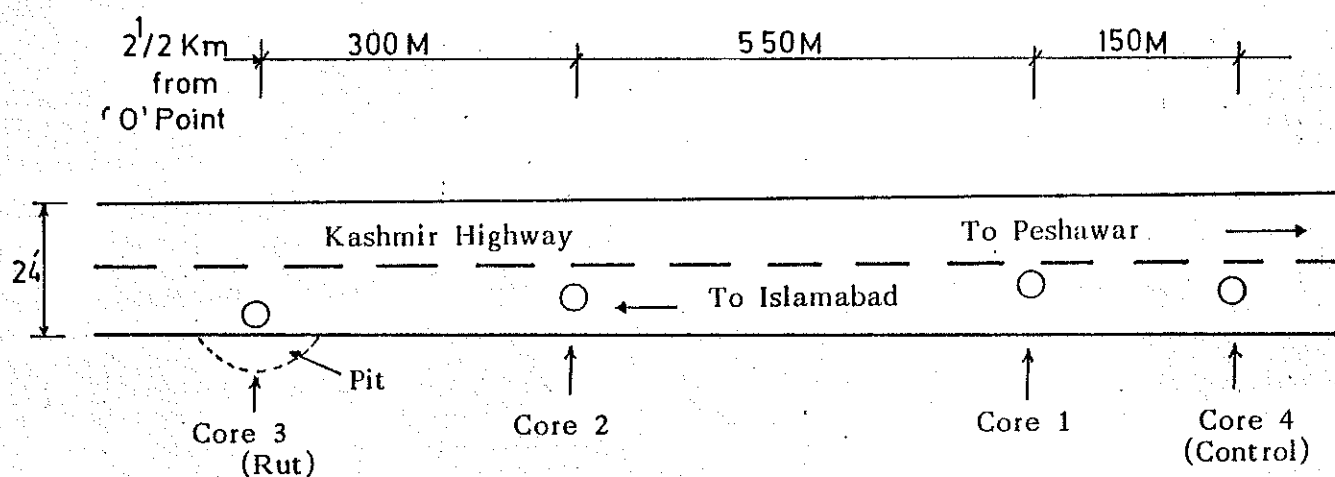 2 1/2 Km
from
'O' Point
300 M
550M
150M
24'
Kashmir Highway
To Peshawar
To Islamabad
Pit
Core 3
(Rut)
Core 2
Core 1
Core 4
(Control)